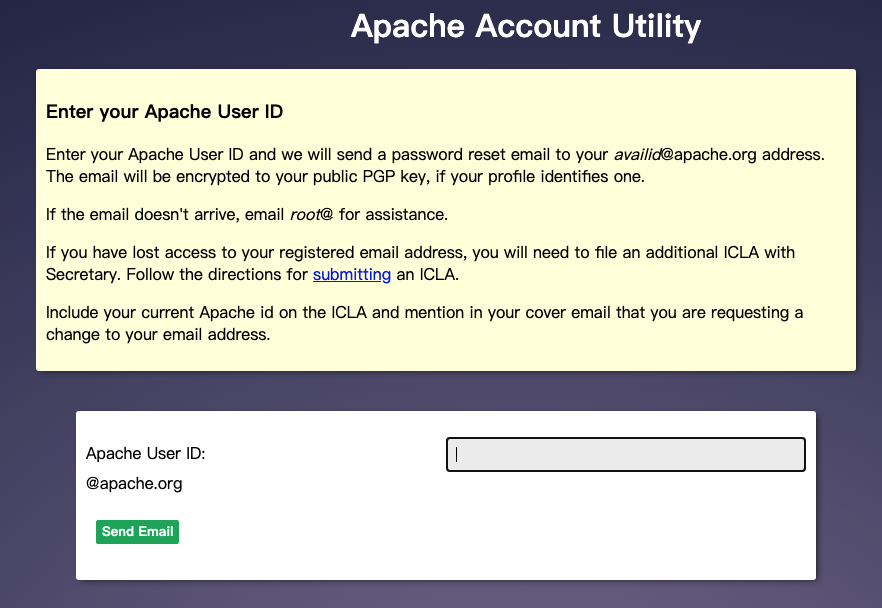 Apache Account Utility
Enter your Apache User ID
Enter your Apache User ID and we will send a password reset email to your availid@apache.org address.
The email will be encrypted to your public PGP key, if your profile identifies one.
If the email doesn't arrive, email root@ for assistance.
If you have lost access to your registered email address, you will need to file an additional ICLA with
Secretary. Follow the directions for submitting an ICLA.
Include your current Apache id on the ICLA and mention in your cover email that you are requesting a
change to your email address.
Apache User ID:
@apache.org
Send Email